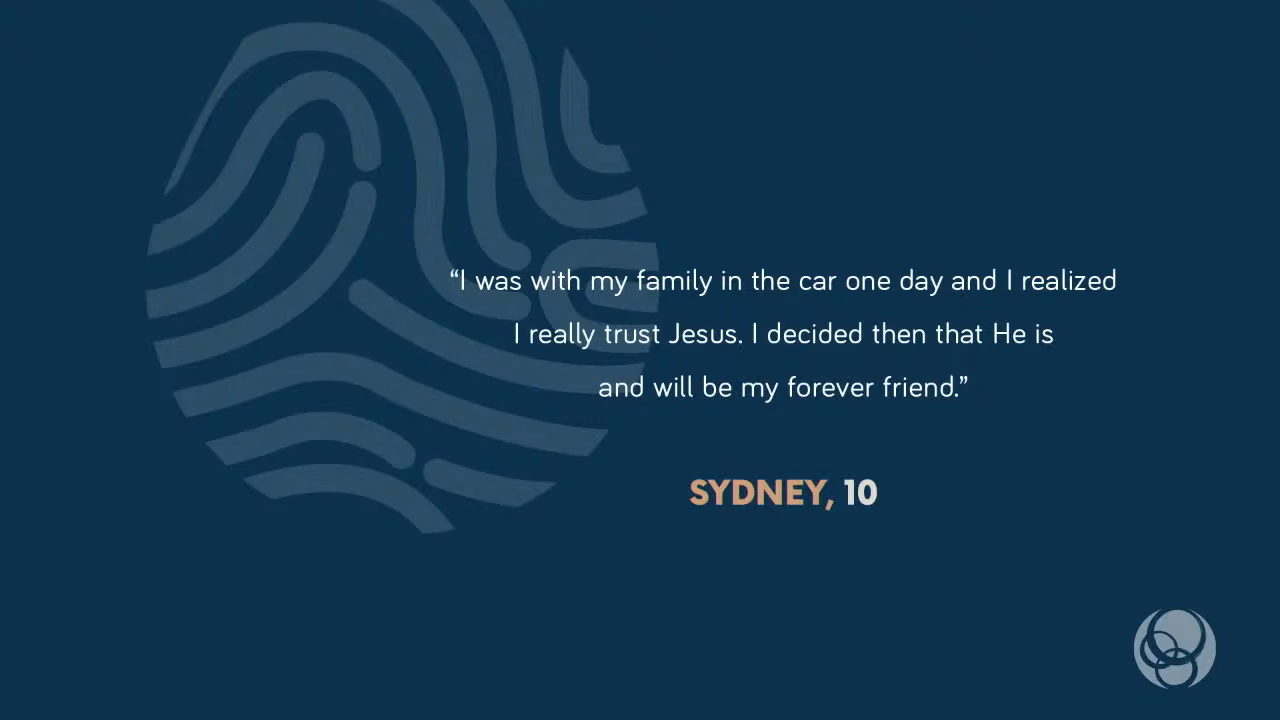 “I was with my family in the car one day and I realized
I really trust Jesus. I decided then that He is
and will be my forever friend.”
SYDNEY, 10